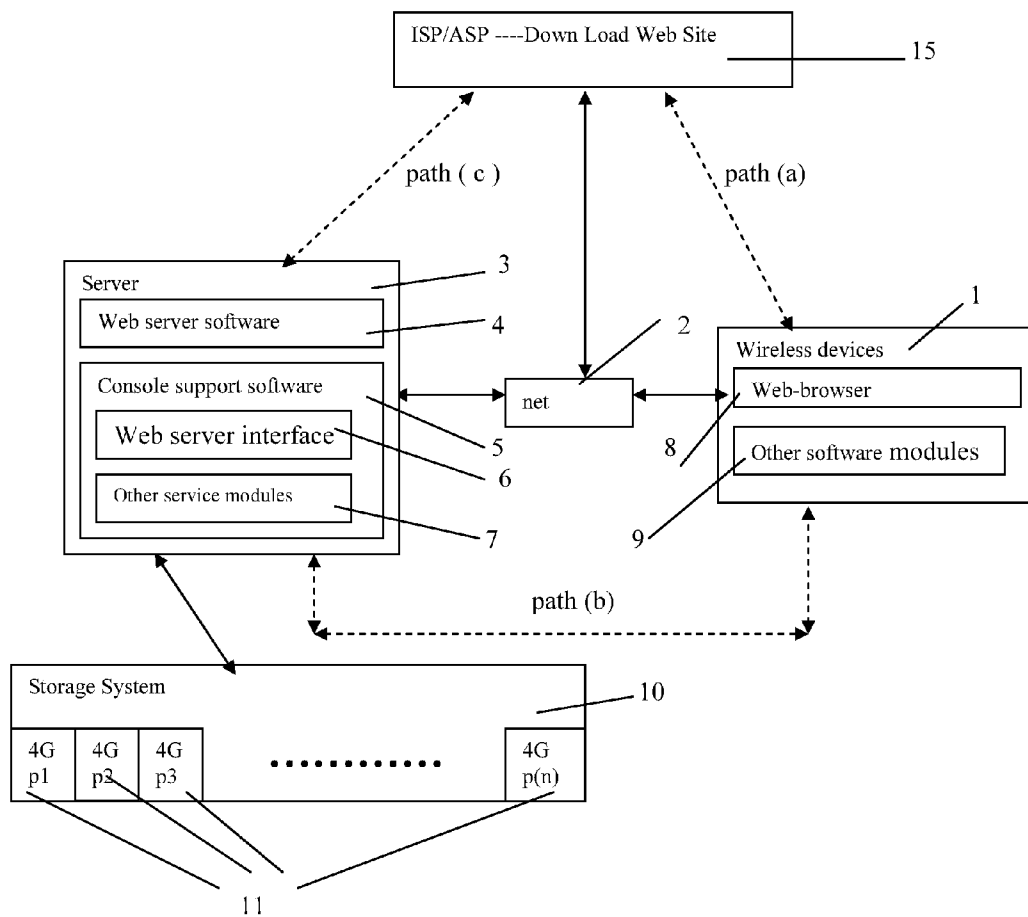 ISP/ASP ----Down Load Web Site
15
path ( c )
path (a)
Server
3
Web server software
4
Console support software
5
Web server interface
6
Other service modules
7
2
net
1
Wireless devices
Web-browser
8
Other software modules
9
path (b)
Storage System
10
4G
p1
4G
p2
4G
p3
............
4G
p(n)
11